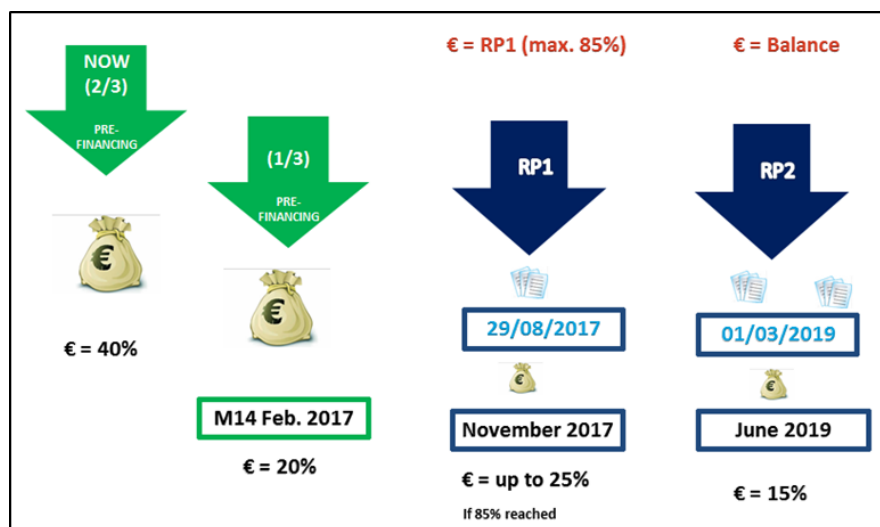 NOW
(2/3)
PRE-
FINANCING
€
€ = 40%
(1/3)
PRE-
FINANCING
€
M14 Feb. 2017
€ = 20%
€ = RP1 (max. 85%)
RP1
29/08/2017
€
November 2017
€ = up to 25%
If 85% reached
€ = Balance
RP2
01/03/2019
€
June 2019
€ = 15%